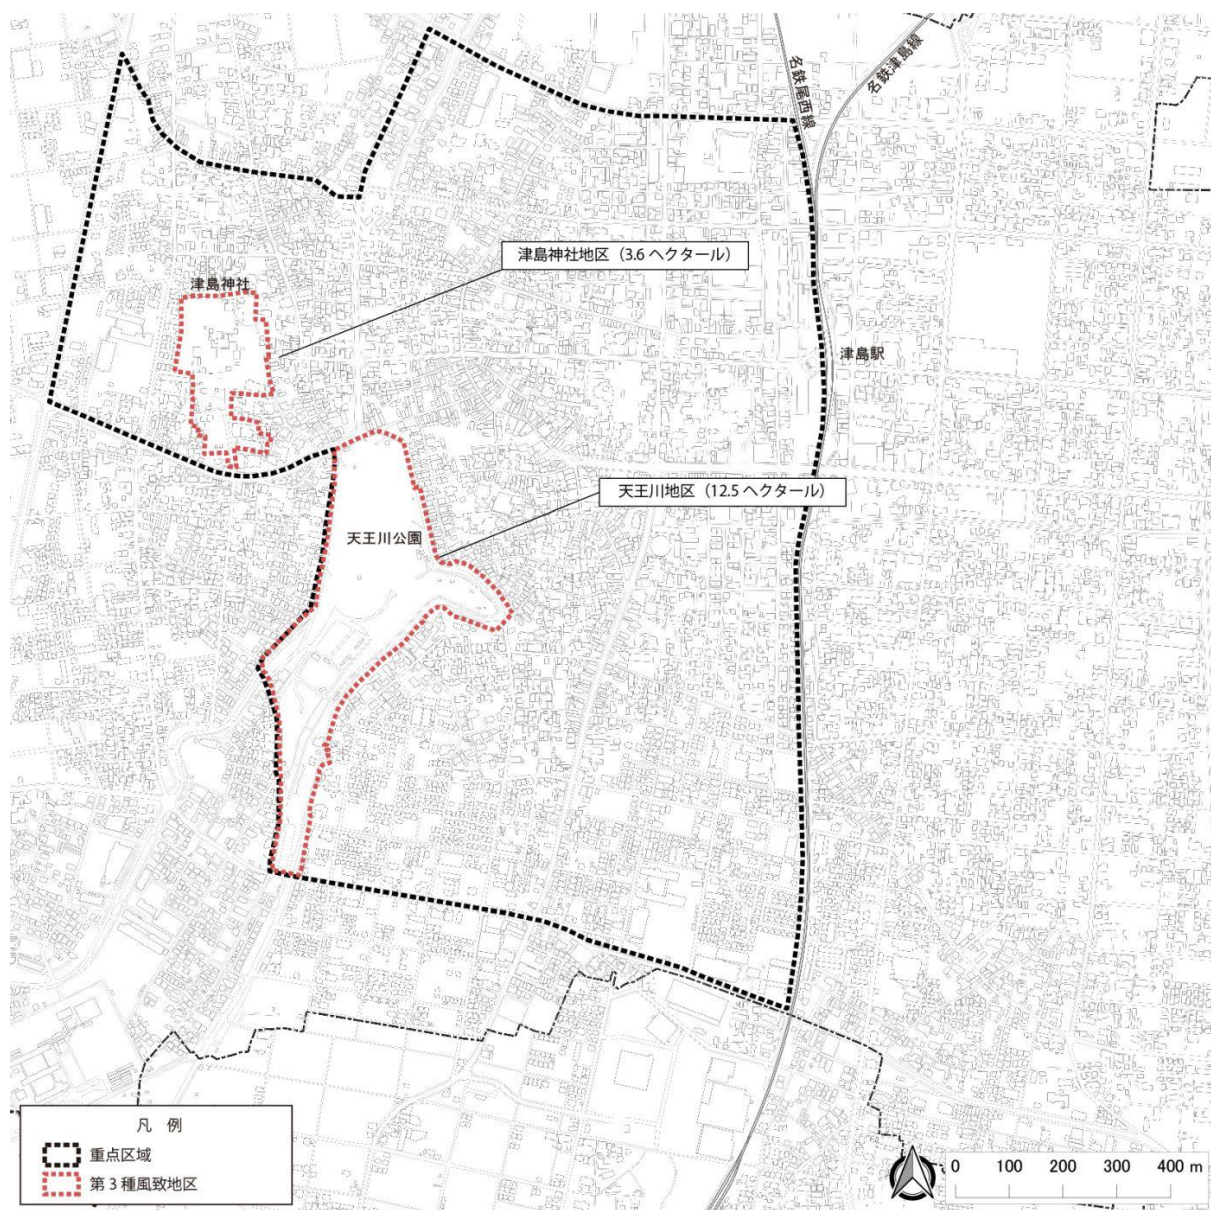 名鉄尾西線
名鉄津島線
津島神社地区（3.6 ヘクタール）
津島神社
津島駅
天王川地区（12.5 ヘクタール）
天王川公園
凡 例
重点区域
第 3 種風致地区
0 100 200 300 400 m